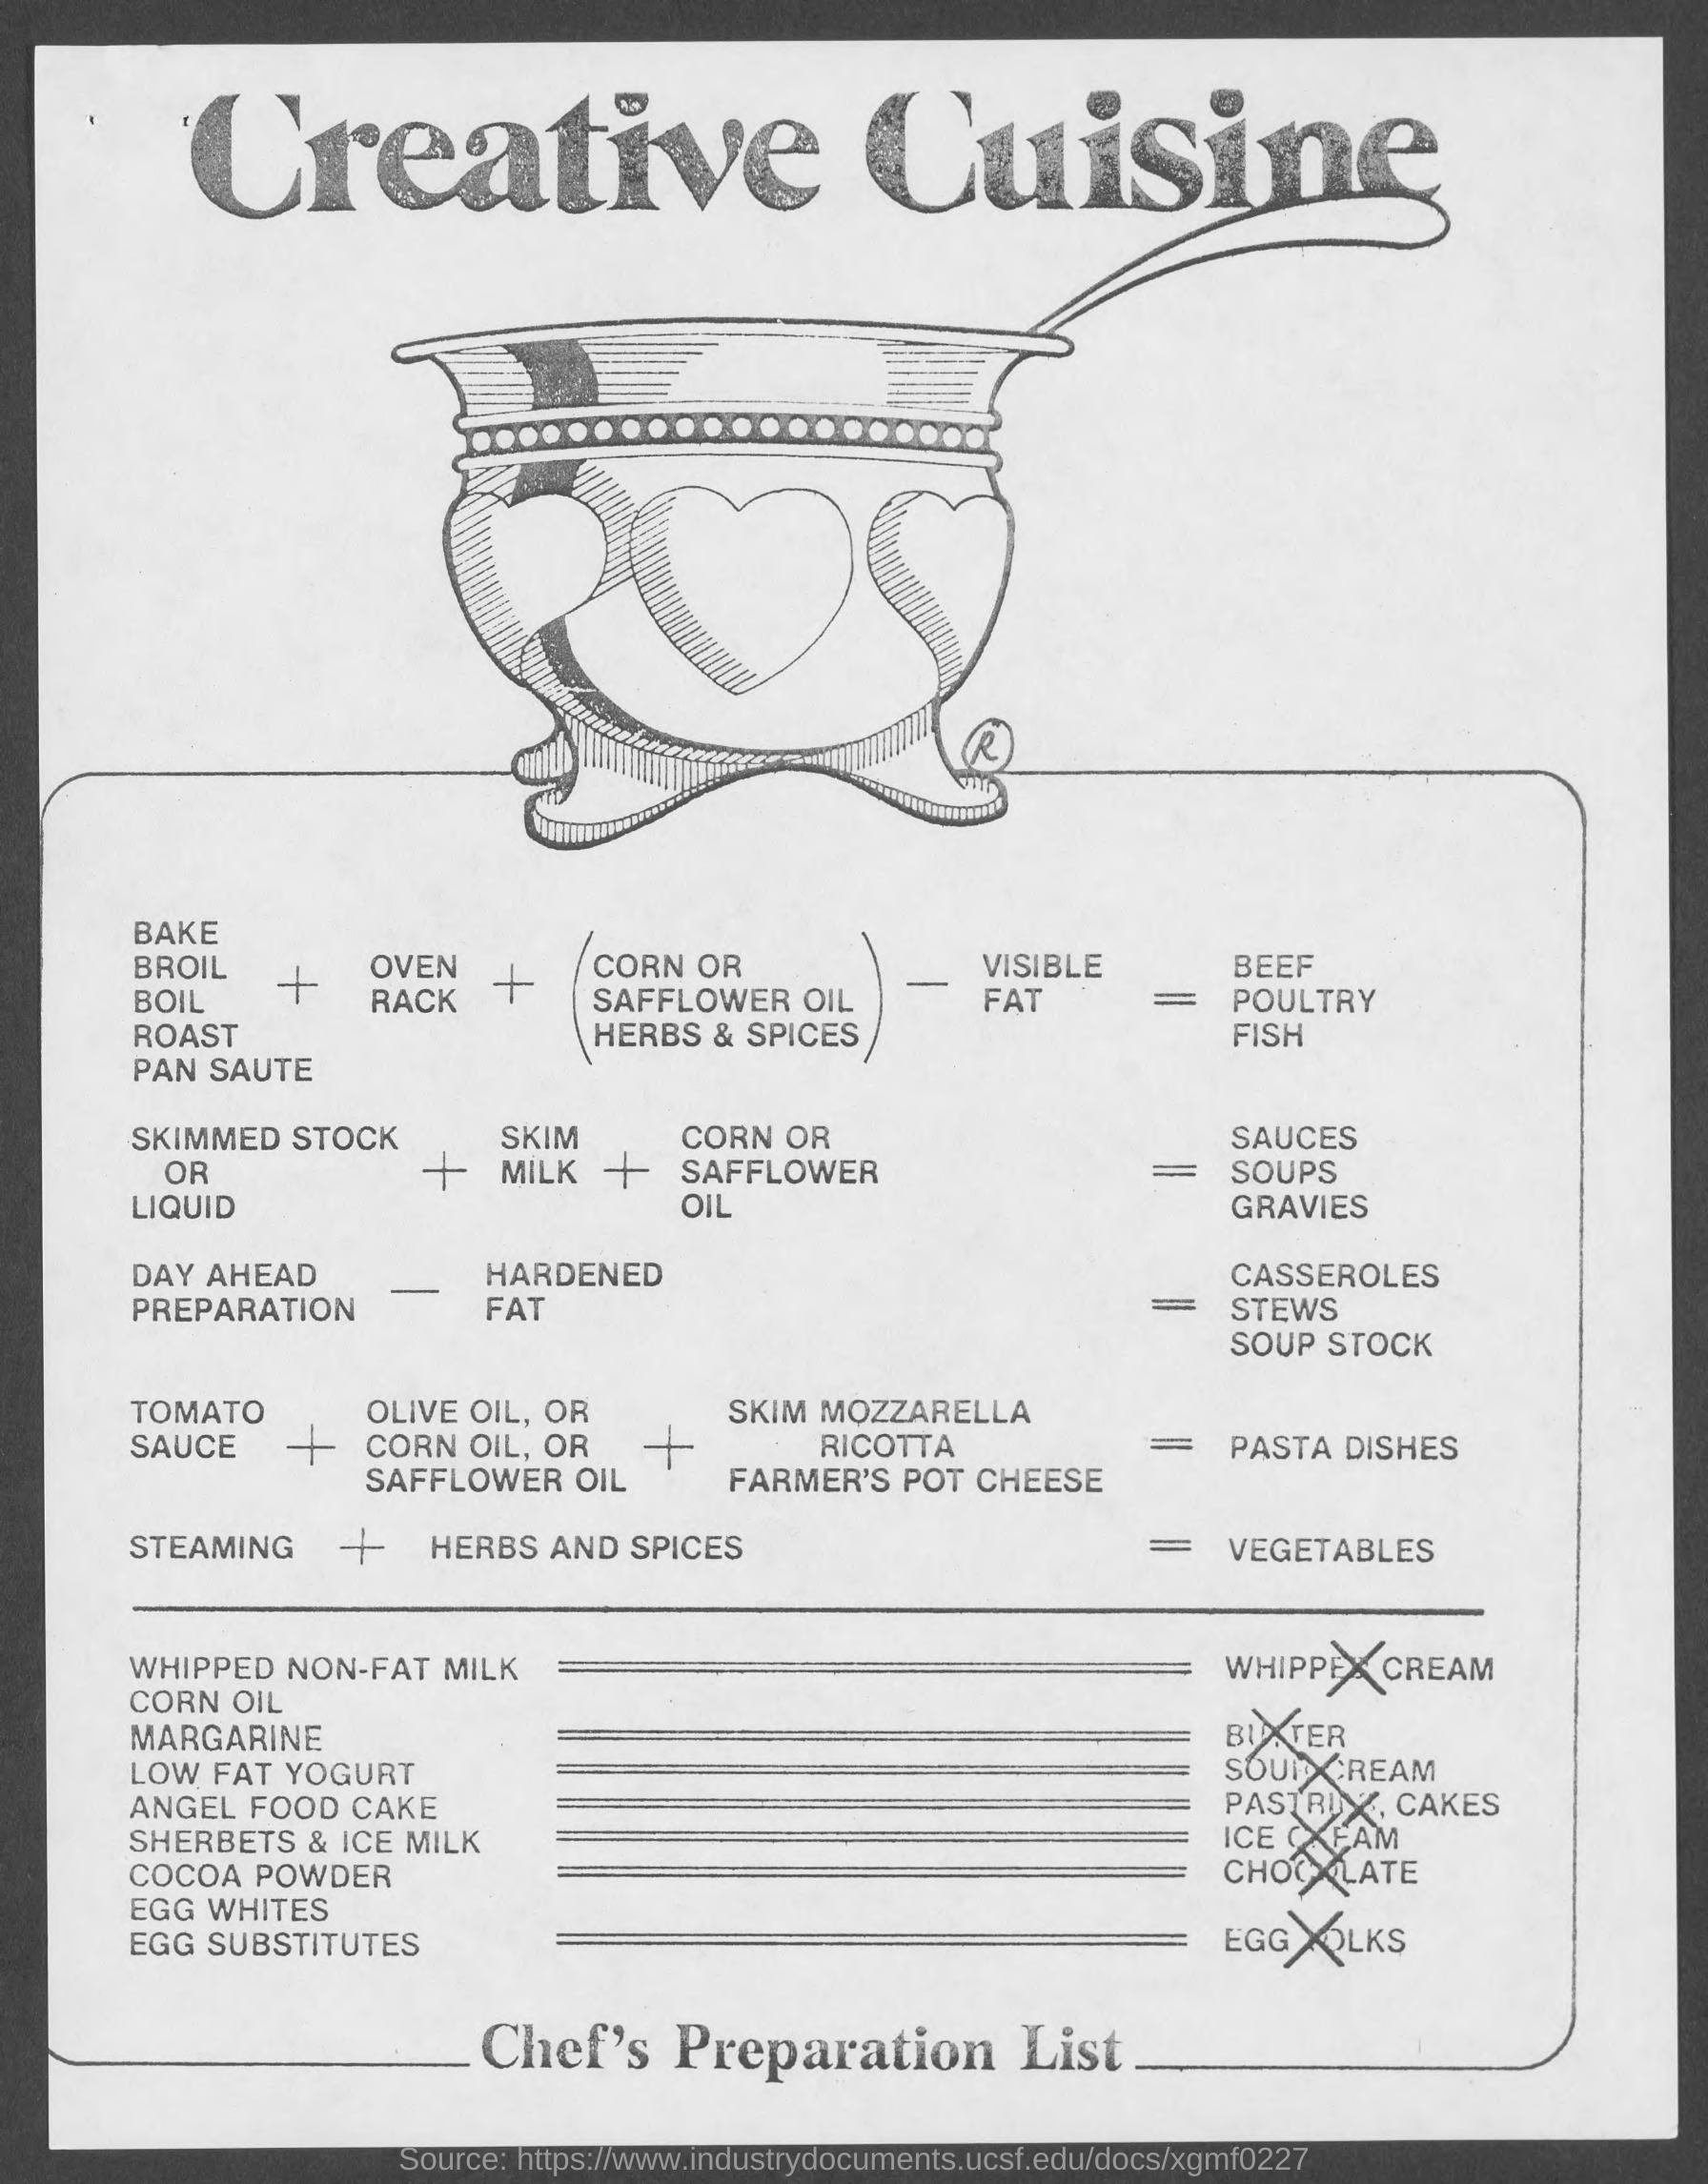 Creative Cuisine
R
BAKE
BROIL
BOIL
ROAST
PAN SAUTE
+
OVEN
RACK
+
(CORN OR
SAFFLOWER OIL
HERBS & SPICES)
—
VISIBLE
FAT
=
BEEF
POULTRY
FISH
SKIMMED STOCK
OR
LIQUID
+
SKIM
MILK
+
CORN OR
SAFFLOWER
OIL
=
SAUCES
SOUPS
GRAVIES
DAY AHEAD
PREPARATION
—
HARDENED
FAT
=
CASSEROLES
STEWS
SOUP STOCK
TOMATO
SAUCE
+
OLIVE OIL, OR
CORN OIL, OR
SAFFLOWER OIL
+
SKIM MOZZARELLA
RICOTTA
FARMER'S POT CHEESE
=
PASTA DISHES
STEAMING + HERBS AND SPICES = VEGETABLES
WHIPPED NON-FAT MILK WHIPPED CREAM
CORN OIL
MARGARINE BUTTER
LOW FAT YOGURT SOUR CREAM
ANGEL FOOD CAKE PASTRIES, CAKES
SHERBETS & ICE MILK ICE CREAM
COCOA POWDER CHOCOLATE
EGG WHITES
EGG SUBSTITUTES EGG YOLKS
Chef's Preparation List
Source: https://www.industrydocuments.ucsf.edu/docs/xgmf0227